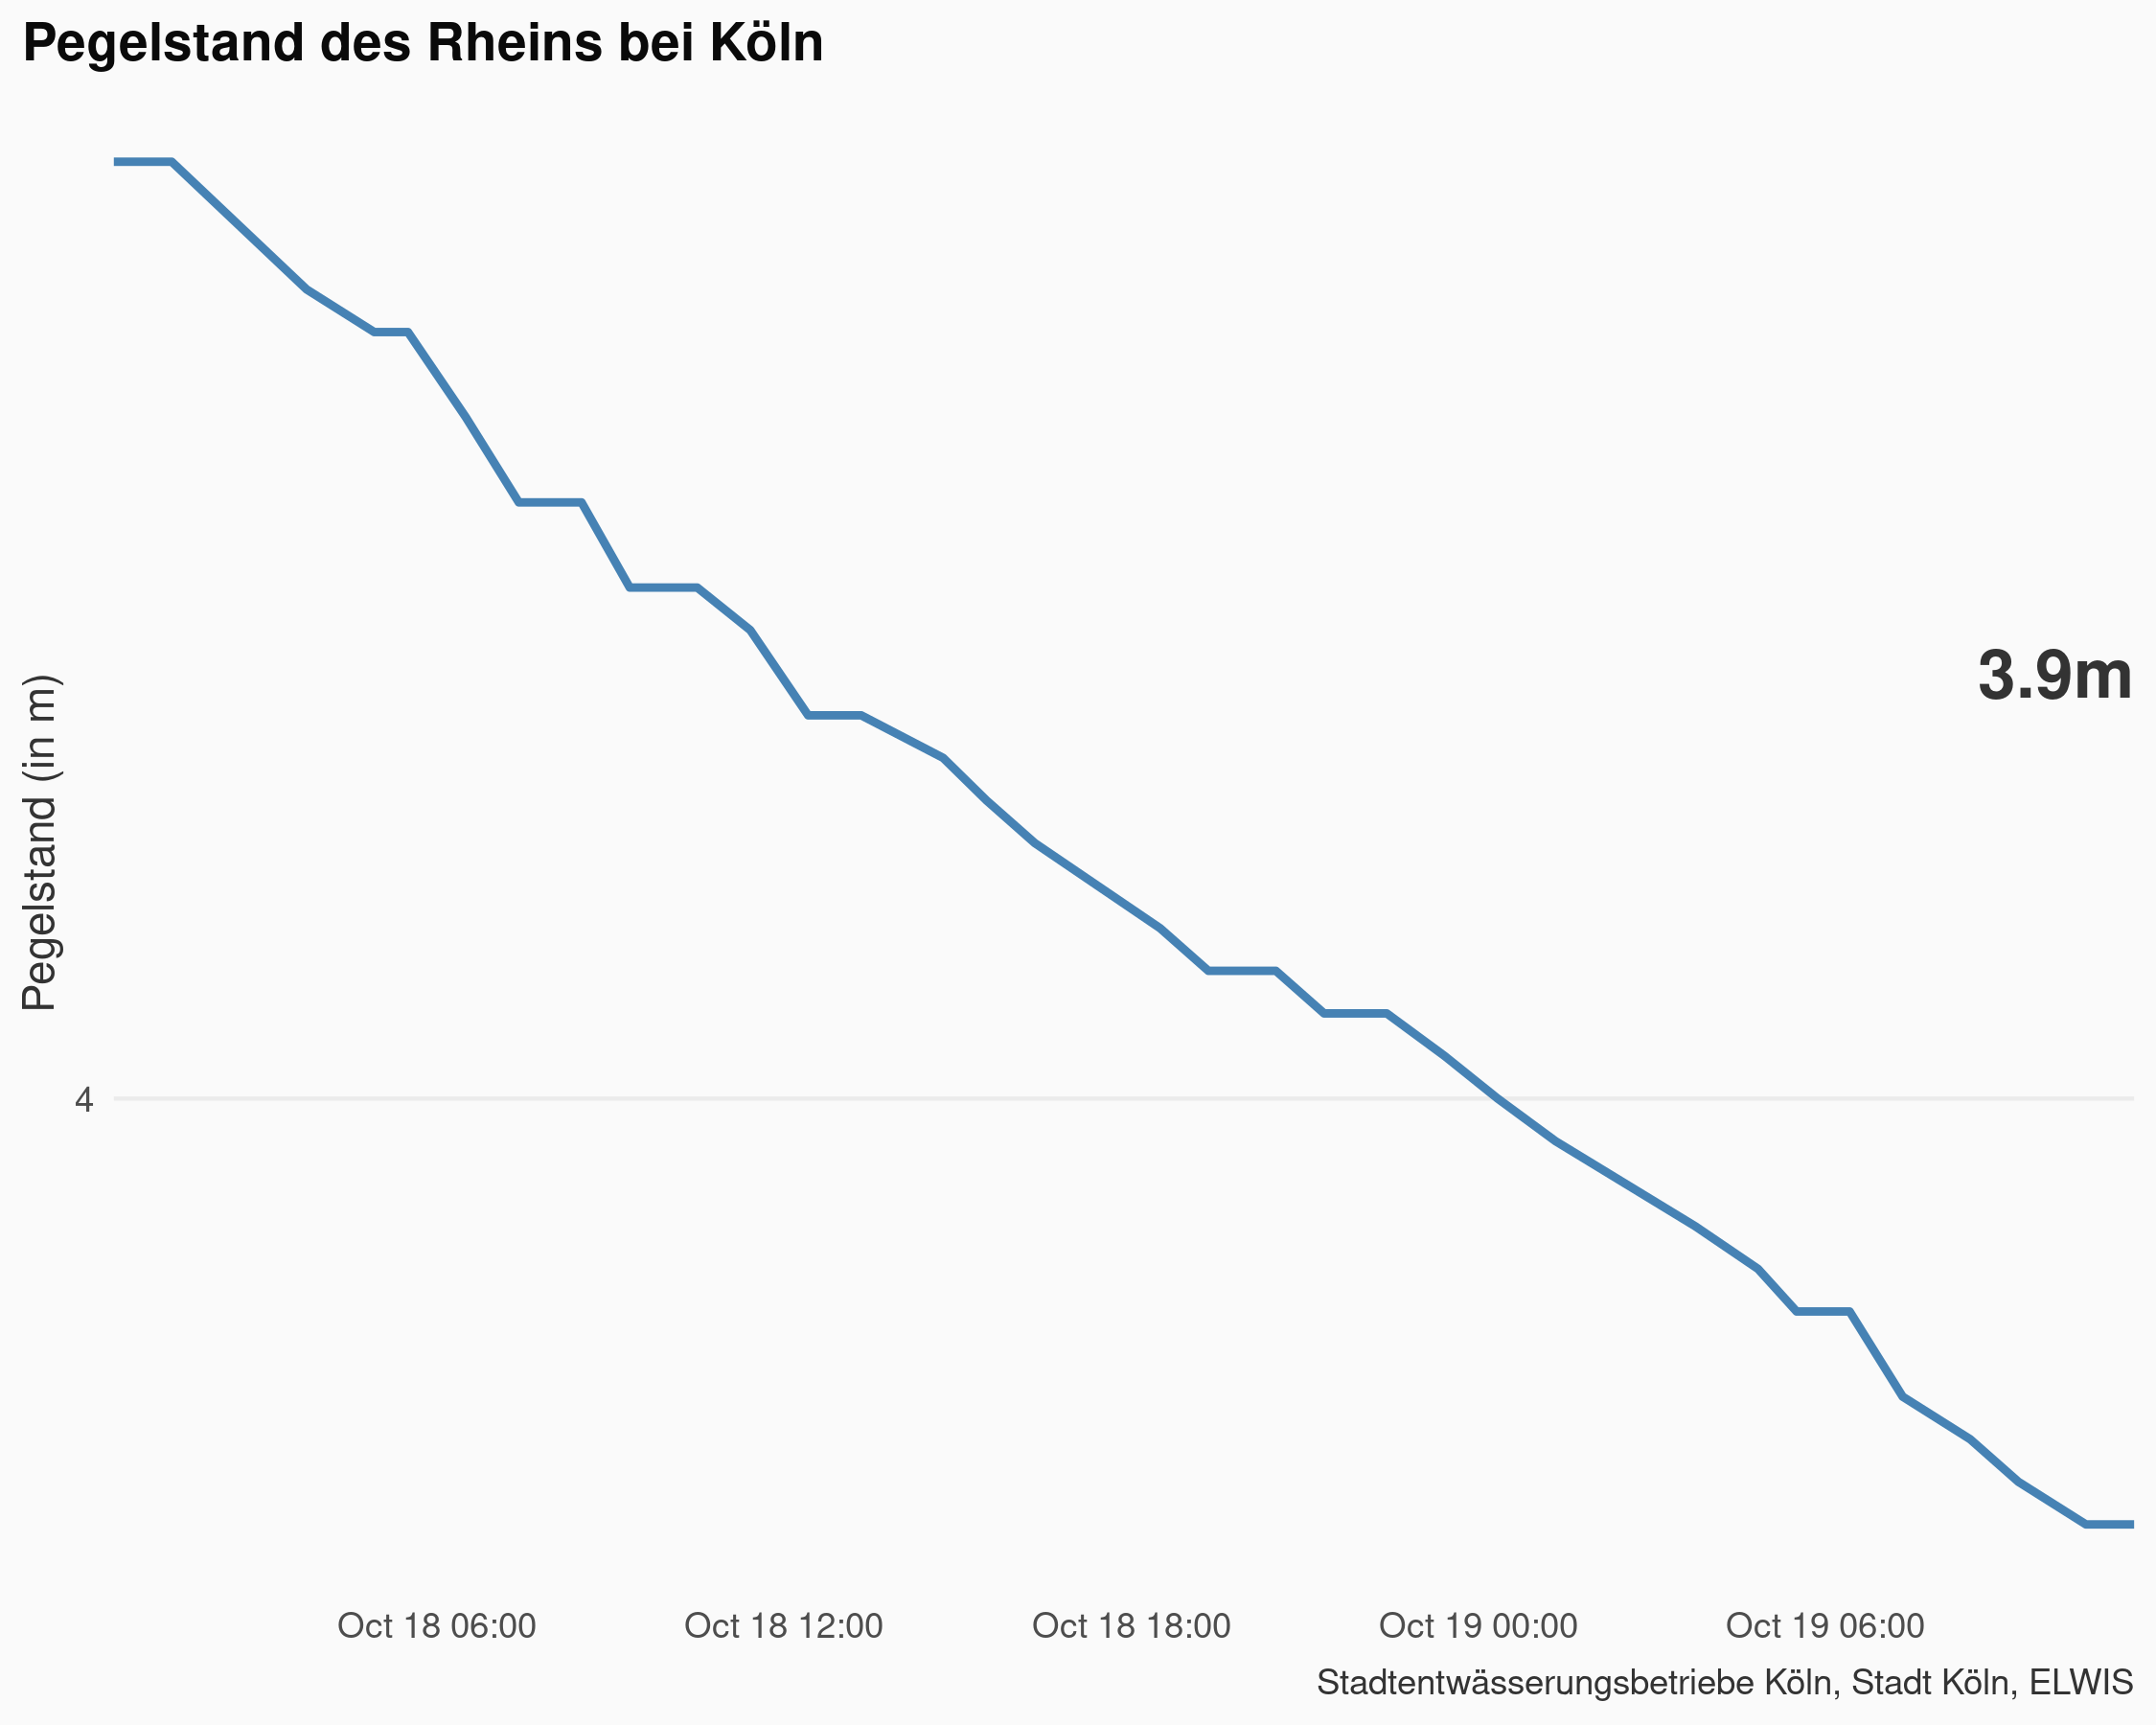 Pegelstand des Rheins bei Köln
Pegelstand (in m)
3.9m
4
Oct 18 06:00 Oct 18 12:00 Oct 18 18:00 Oct 19 00:00 Oct 19 06:00
Stadtentwässerungsbetriebe Köln, Stadt Köln, ELWIS